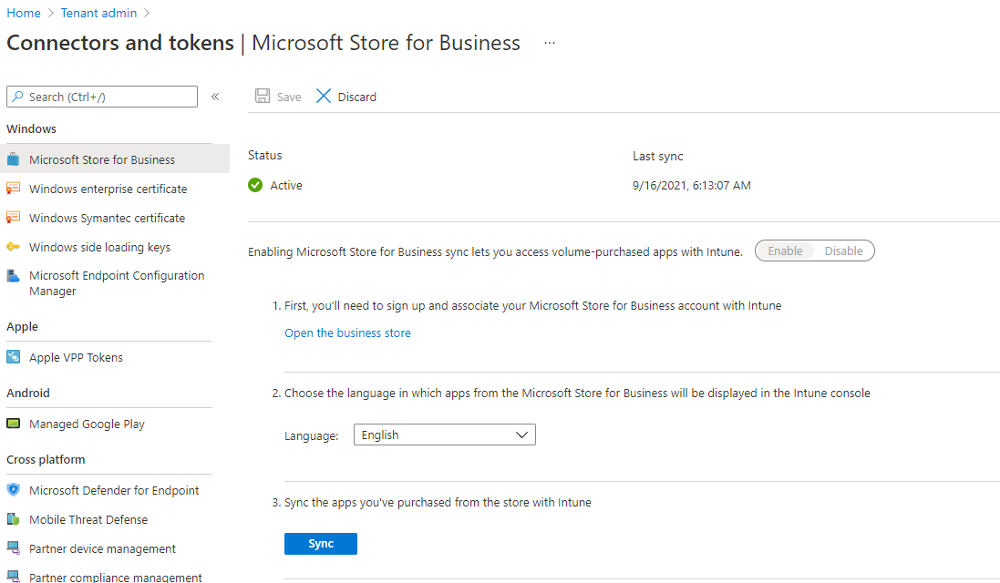 Home > Tenant admin >
Connectors and tokens | Microsoft Store for Business ...
Search (Ctrl+/) «
Windows
Microsoft Store for Business
Windows enterprise certificate
Windows Symantec certificate
Windows side loading keys
Microsoft Endpoint Configuration
Manager
Apple
Apple VPP Tokens
Android
Managed Google Play
Cross platform
Microsoft Defender for Endpoint
Mobile Threat Defense
Partner device management
Partner compliance management
Save Discard
Status
Active
Last sync
9/16/2021, 6:13:07 AM
Enabling Microsoft Store for Business sync lets you access volume-purchased apps with Intune. Enable Disable
1. First, you'll need to sign up and associate your Microsoft Store for Business account with Intune
Open the business store
2. Choose the language in which apps from the Microsoft Store for Business will be displayed in the Intune console
Language: English
3. Sync the apps you've purchased from the store with Intune
Sync